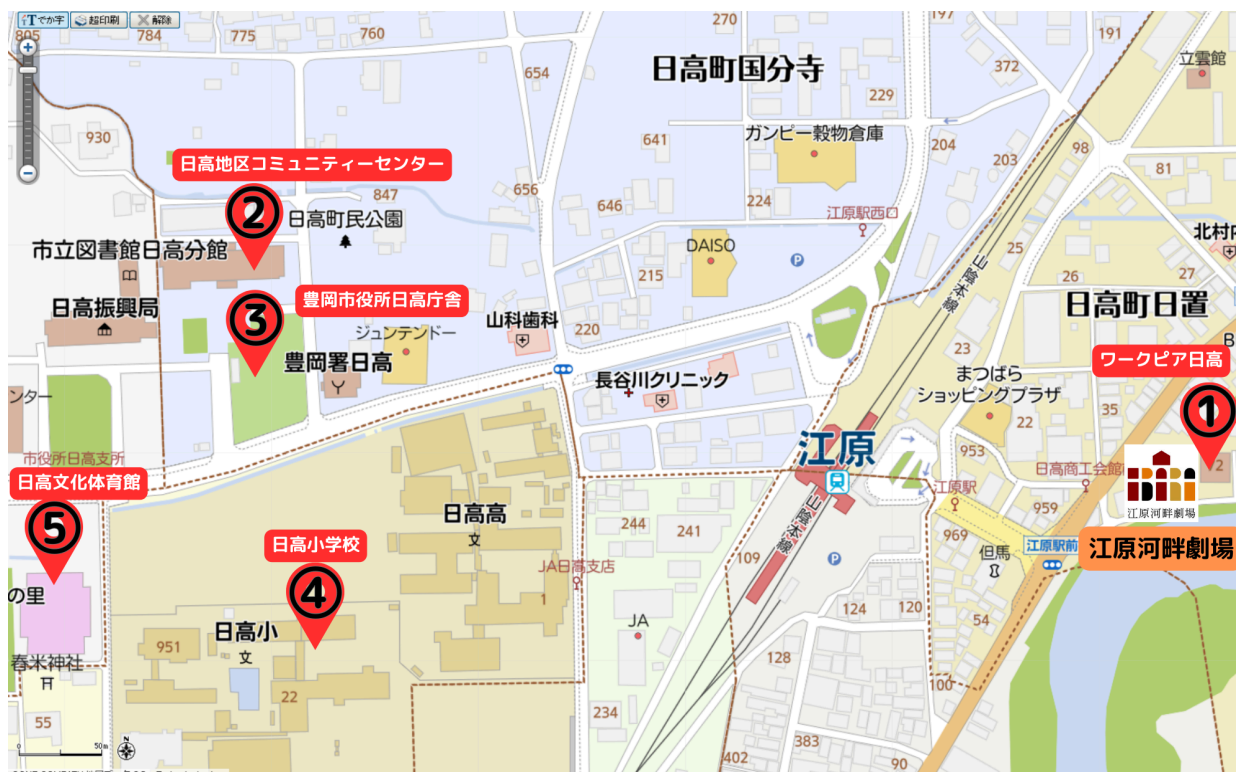 でか字
超印刷
解除
805
784
775
760
270
197
191
654
日高町国分寺
372
立雲館
229
930
641
ガンピー穀物倉庫
204
98
203
81
日高地区コミュニティーセンター
②
847
656
646
224
江原駅西口
日高町民公園
市立図書館日高分館
DAISO
P
25
26
27
215
山陰本線
日高振興局
③
豊岡市役所日高庁舎
日高町日置
ジュンテンドー
山科歯科
220
23
ワークピア日高
豊岡署日高
長谷川クリニック
まつばら
ショッピングプラザ
22
35
①
ンター
江原
953
市役所日高支所
日高文化体育館
日高商工会館
2
江原駅
959
江原河畔劇場
⑤
日高高
文
244
241
山陰本線
969
江原駅前
江原河畔劇場
日高小学校
109
P
但馬
JA日高支店
④
1
の里
124
120
54
日高小
JA
951
文
128
舂米神社
22
100
55
234
383
402
90
50m
N